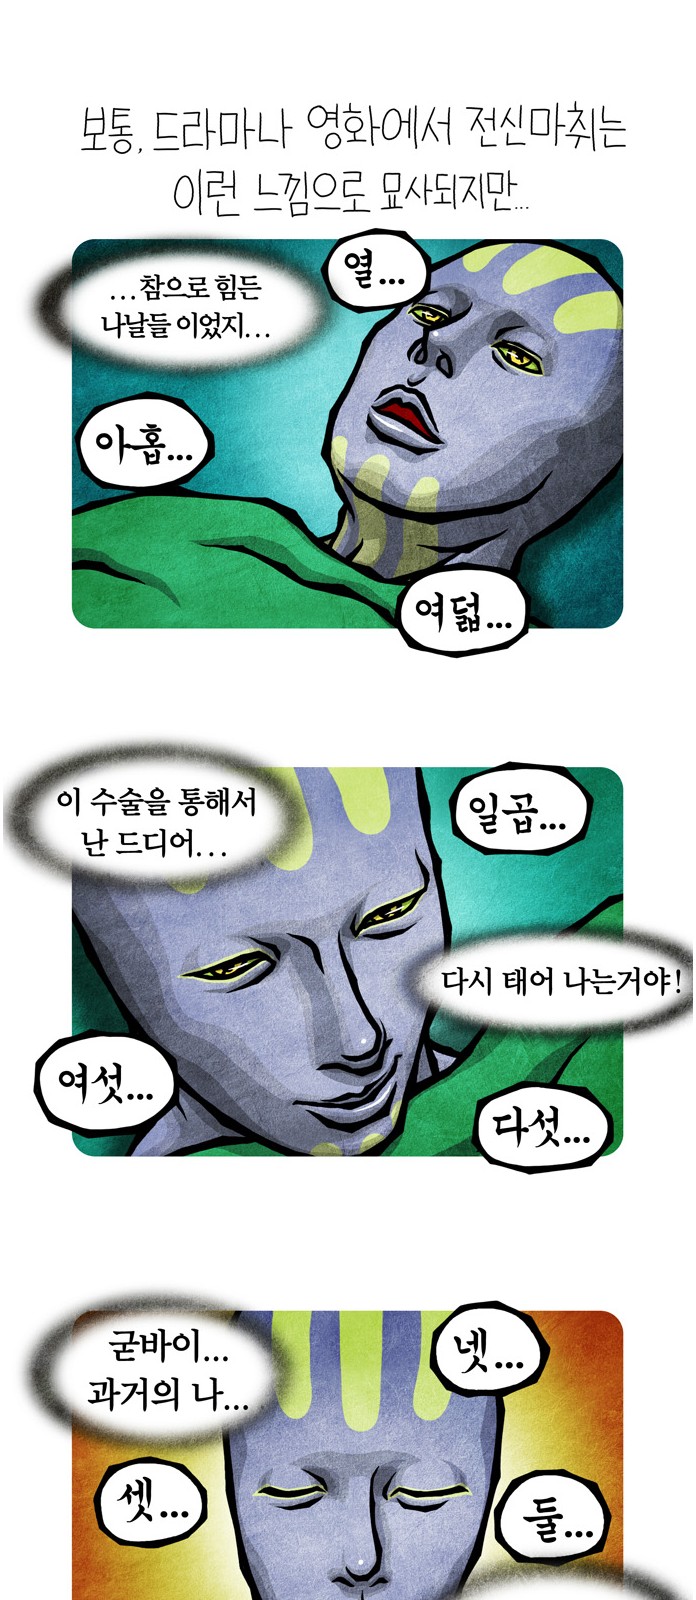 보통, 드라마나 영화에서 전신마취는
이런 느낌으로 묘사되지만...
...참으로 힘든
나날들 이었지...
열...
아홉...
여덟...
이 수술을 통해서
난 드디어...
일곱...
다시 태어 나는거야!
여섯...
다섯...
굳바이...
과거의 나...
넷...
셋...
둘...